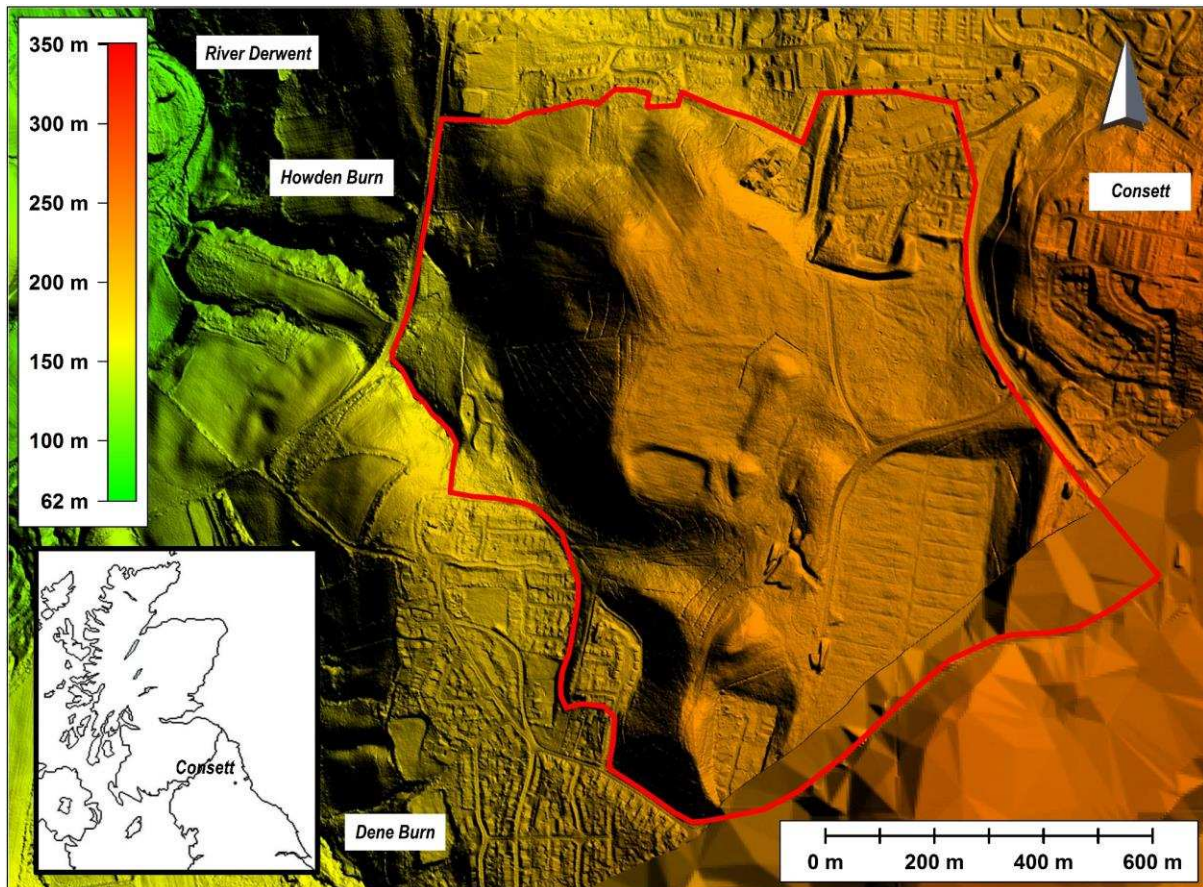 350 m
300 m
250 m
200 m
150 m
100 m
62 m
River Derwent
Howden Burn
Consett
Consett
Dene Burn
0 m 200 m 400 m 600 m